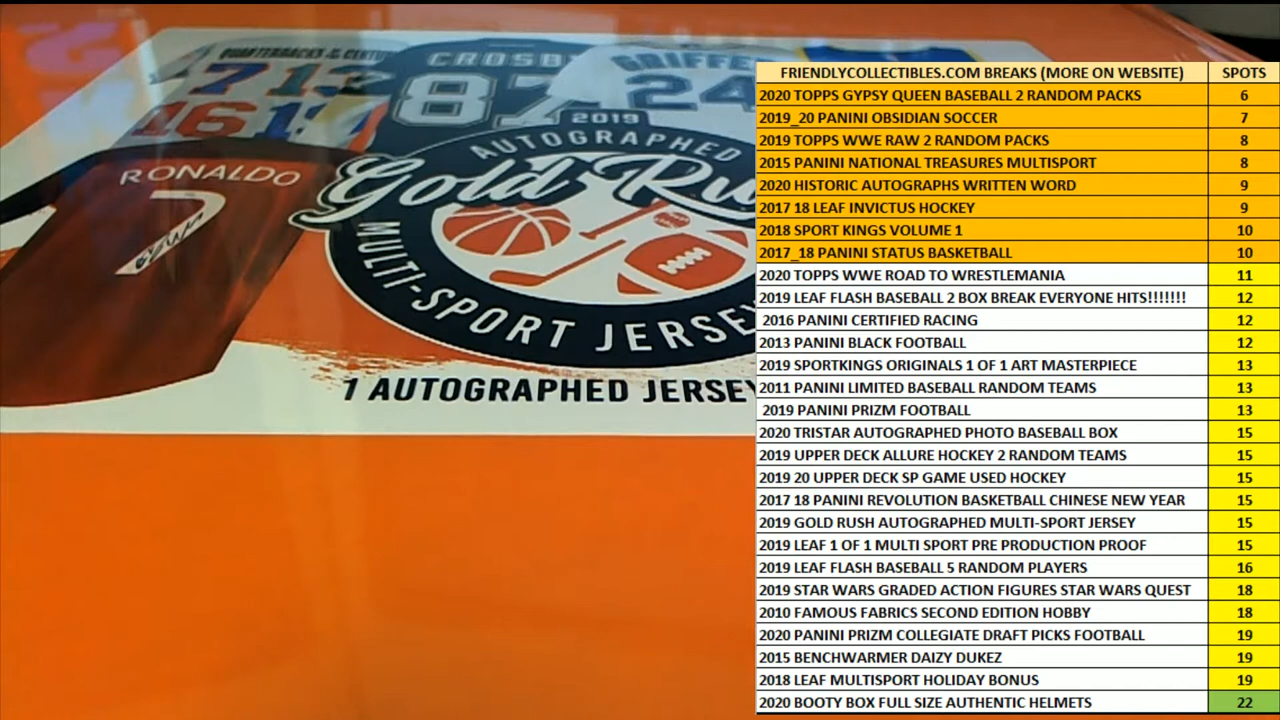 QUARTERBACKS OF THE CENTURY
7 13
16 1
CROSBY
87
GRIFFEY
24
RONALDO
7
2019
AUTOGRAPHED
Gold Ru
MULTI-SPORT JERSEY
1 AUTOGRAPHED JERSEY
FRIENDLYCOLLECTIBLES.COM BREAKS (MORE ON WEBSITE) SPOTS
2020 TOPPS GYPSY QUEEN BASEBALL 2 RANDOM PACKS 6
2019_20 PANINI OBSIDIAN SOCCER 7
2019 TOPPS WWE RAW 2 RANDOM PACKS 8
2015 PANINI NATIONAL TREASURES MULTISPORT 8
2020 HISTORIC AUTOGRAPHS WRITTEN WORD 9
2017 18 LEAF INVICTUS HOCKEY 9
2018 SPORT KINGS VOLUME 1 10
2017_18 PANINI STATUS BASKETBALL 10
2020 TOPPS WWE ROAD TO WRESTLEMANIA 11
2019 LEAF FLASH BASEBALL 2 BOX BREAK EVERYONE HITS!!!!!!! 12
2016 PANINI CERTIFIED RACING 12
2013 PANINI BLACK FOOTBALL 12
2019 SPORTKINGS ORIGINALS 1 OF 1 ART MASTERPIECE 13
2011 PANINI LIMITED BASEBALL RANDOM TEAMS 13
2019 PANINI PRIZM FOOTBALL 13
2020 TRISTAR AUTOGRAPHED PHOTO BASEBALL BOX 15
2019 UPPER DECK ALLURE HOCKEY 2 RANDOM TEAMS 15
2019 20 UPPER DECK SP GAME USED HOCKEY 15
2017 18 PANINI REVOLUTION BASKETBALL CHINESE NEW YEAR 15
2019 GOLD RUSH AUTOGRAPHED MULTI-SPORT JERSEY 15
2019 LEAF 1 OF 1 MULTI SPORT PRE PRODUCTION PROOF 15
2019 LEAF FLASH BASEBALL 5 RANDOM PLAYERS 16
2019 STAR WARS GRADED ACTION FIGURES STAR WARS QUEST 18
2010 FAMOUS FABRICS SECOND EDITION HOBBY 18
2020 PANINI PRIZM COLLEGIATE DRAFT PICKS FOOTBALL 19
2015 BENCHWARMER DAIZY DUKEZ 19
2018 LEAF MULTISPORT HOLIDAY BONUS 19
2020 BOOTY BOX FULL SIZE AUTHENTIC HELMETS 22